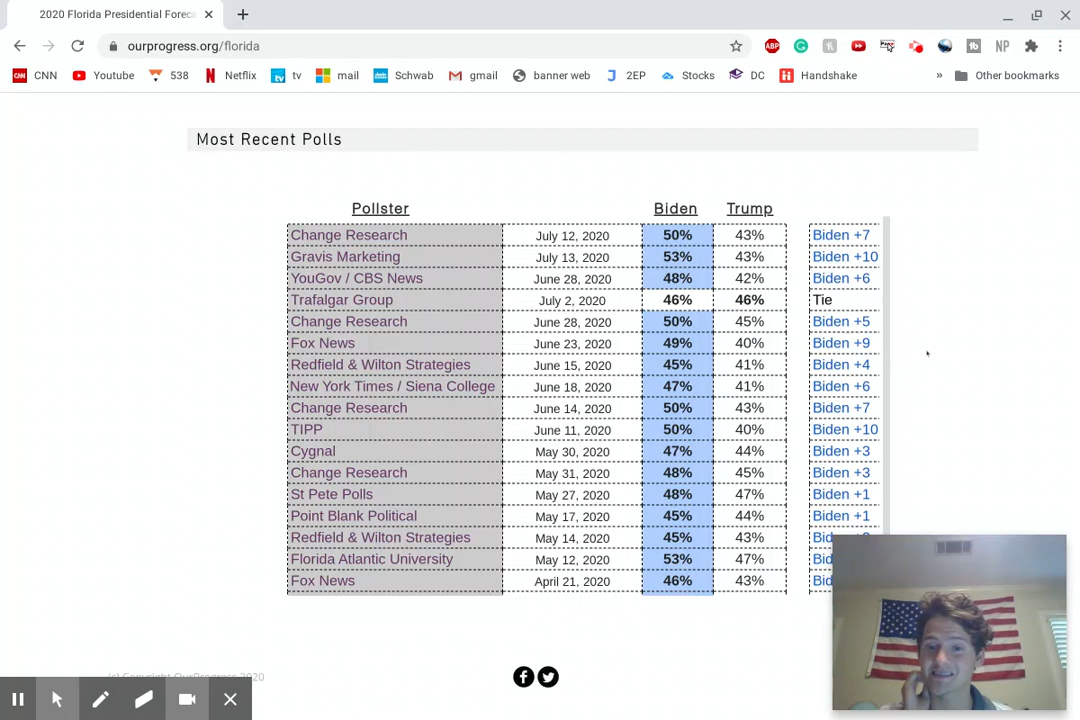 2020 Florida Presidential Foreca
ourprogress.org/florida
CNN Youtube 538 Netflix tv mail Schwab gmail banner web 2EP Stocks DC Handshake » Other bookmarks
Most Recent Polls
Pollster Biden Trump
Change Research July 12, 2020 50% 43% Biden +7
Gravis Marketing July 13, 2020 53% 43% Biden +10
YouGov / CBS News June 28, 2020 48% 42% Biden +6
Trafalgar Group July 2, 2020 46% 46% Tie
Change Research June 28, 2020 50% 45% Biden +5
Fox News June 23, 2020 49% 40% Biden +9
Redfield & Wilton Strategies June 15, 2020 45% 41% Biden +4
New York Times / Siena College June 18, 2020 47% 41% Biden +6
Change Research June 14, 2020 50% 43% Biden +7
TIPP June 11, 2020 50% 40% Biden +10
Cygnal May 30, 2020 47% 44% Biden +3
Change Research May 31, 2020 48% 45% Biden +3
St Pete Polls May 27, 2020 48% 47% Biden +1
Point Blank Political May 17, 2020 45% 44% Biden +1
Redfield & Wilton Strategies May 14, 2020 45% 43%
Florida Atlantic University May 12, 2020 53% 47% Bid
Fox News April 21, 2020 46% 43% Bid
(c) Copyright OurProgress 2020